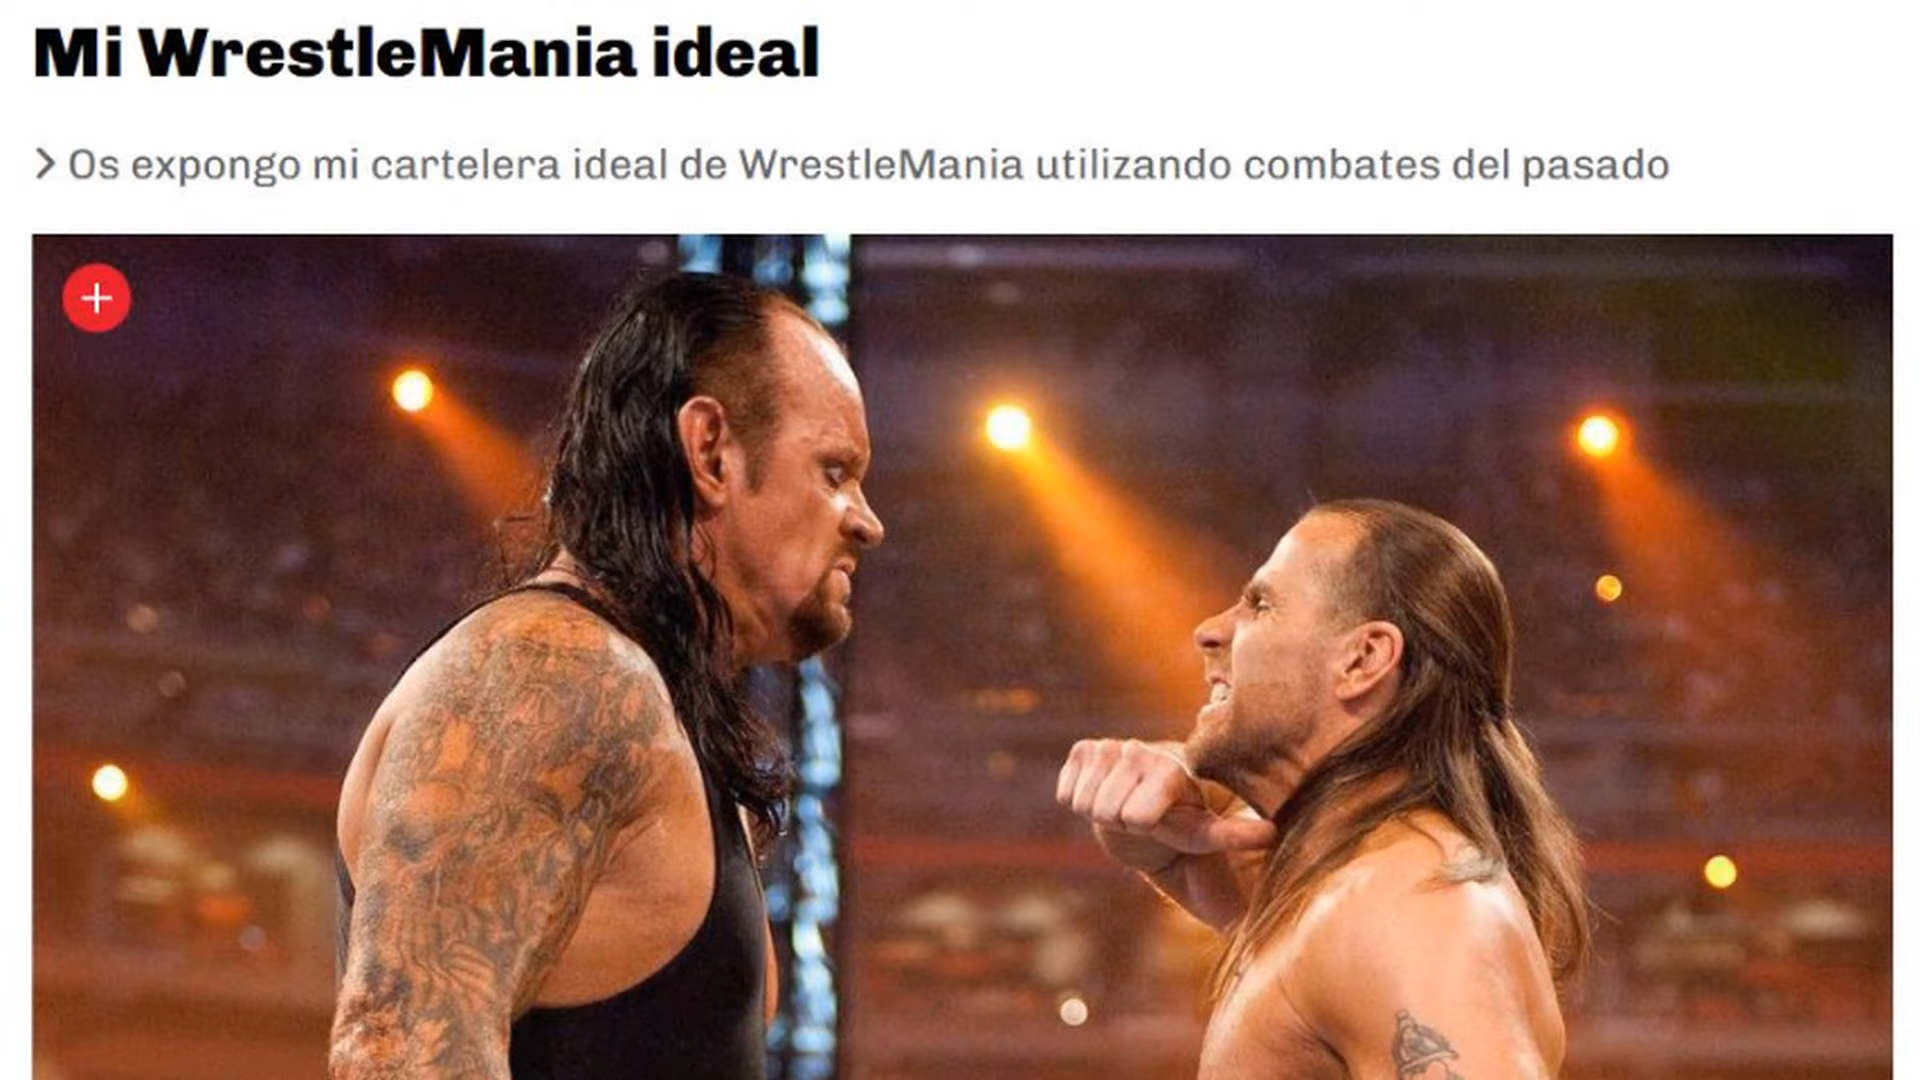 Mi WrestleMania ideal
Os expongo mi cartelera ideal de WrestleMania utilizando combates del pasado